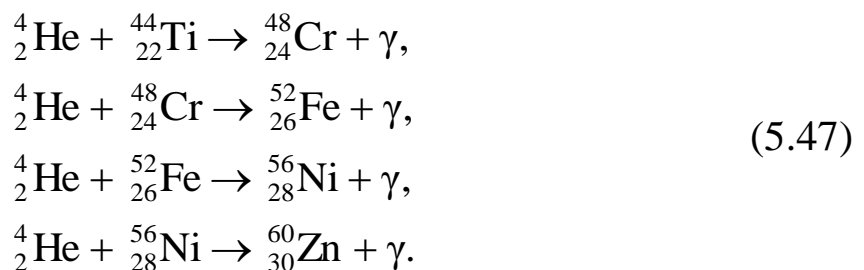 ⁴₂He + ⁴⁴₂₂Ti → ⁴⁸₂₄Cr + γ,
⁴₂He + ⁴⁸₂₄Cr → ⁵²₂₆Fe + γ,
(5.47)
⁴₂He + ⁵²₂₆Fe → ⁵⁶₂₈Ni + γ,
⁴₂He + ⁵⁶₂₈Ni → ⁶⁰₃₀Zn + γ.